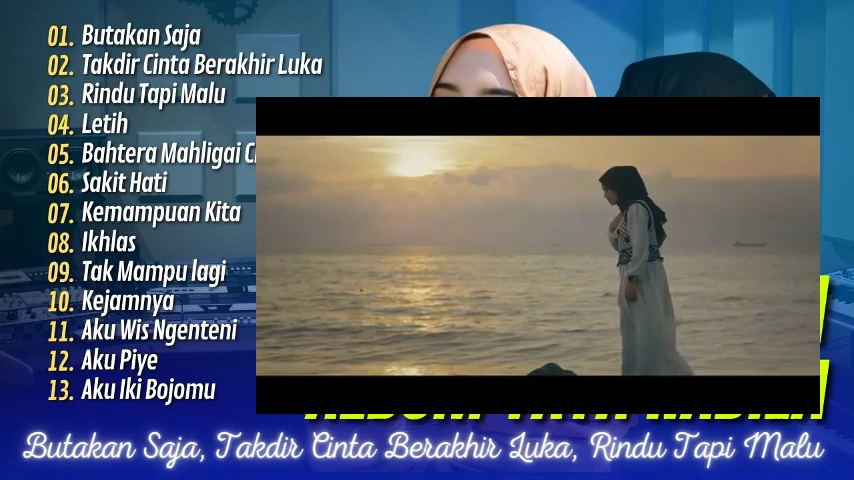 01. Butakan Saja
02. Takdir Cinta Berakhir Luka
03. Rindu Tapi Malu
04. Letih
05. Bahtera Mahligai
06. Sakit Hati
07. Kemampuan Kita
08. Ikhlas
09. Tak Mampu lagi
10. Kejamnya
11. Aku Wis Ngenteni
12. Aku Piye
13. Aku Iki Bojomu
Butakan Saja, Takdir Cinta Berakhir Luka, Rindu Tapi Malu